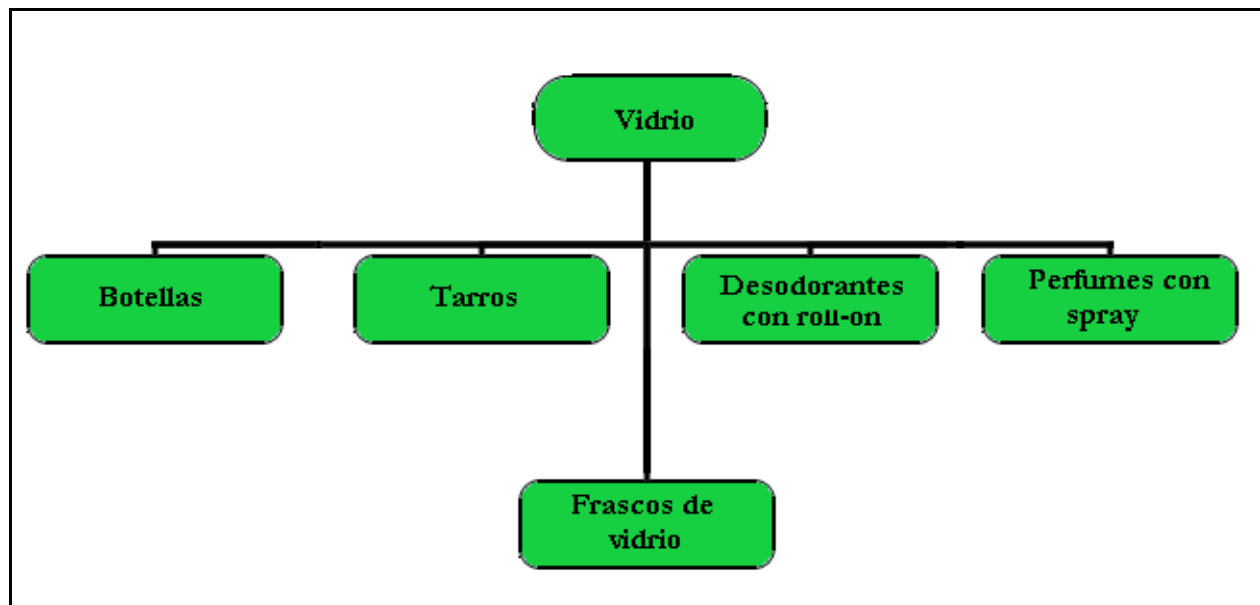 Vidrio
Botellas
Tarros
Desodorantes
con roll-on
Perfumes con
spray
Frascos de
vidrio